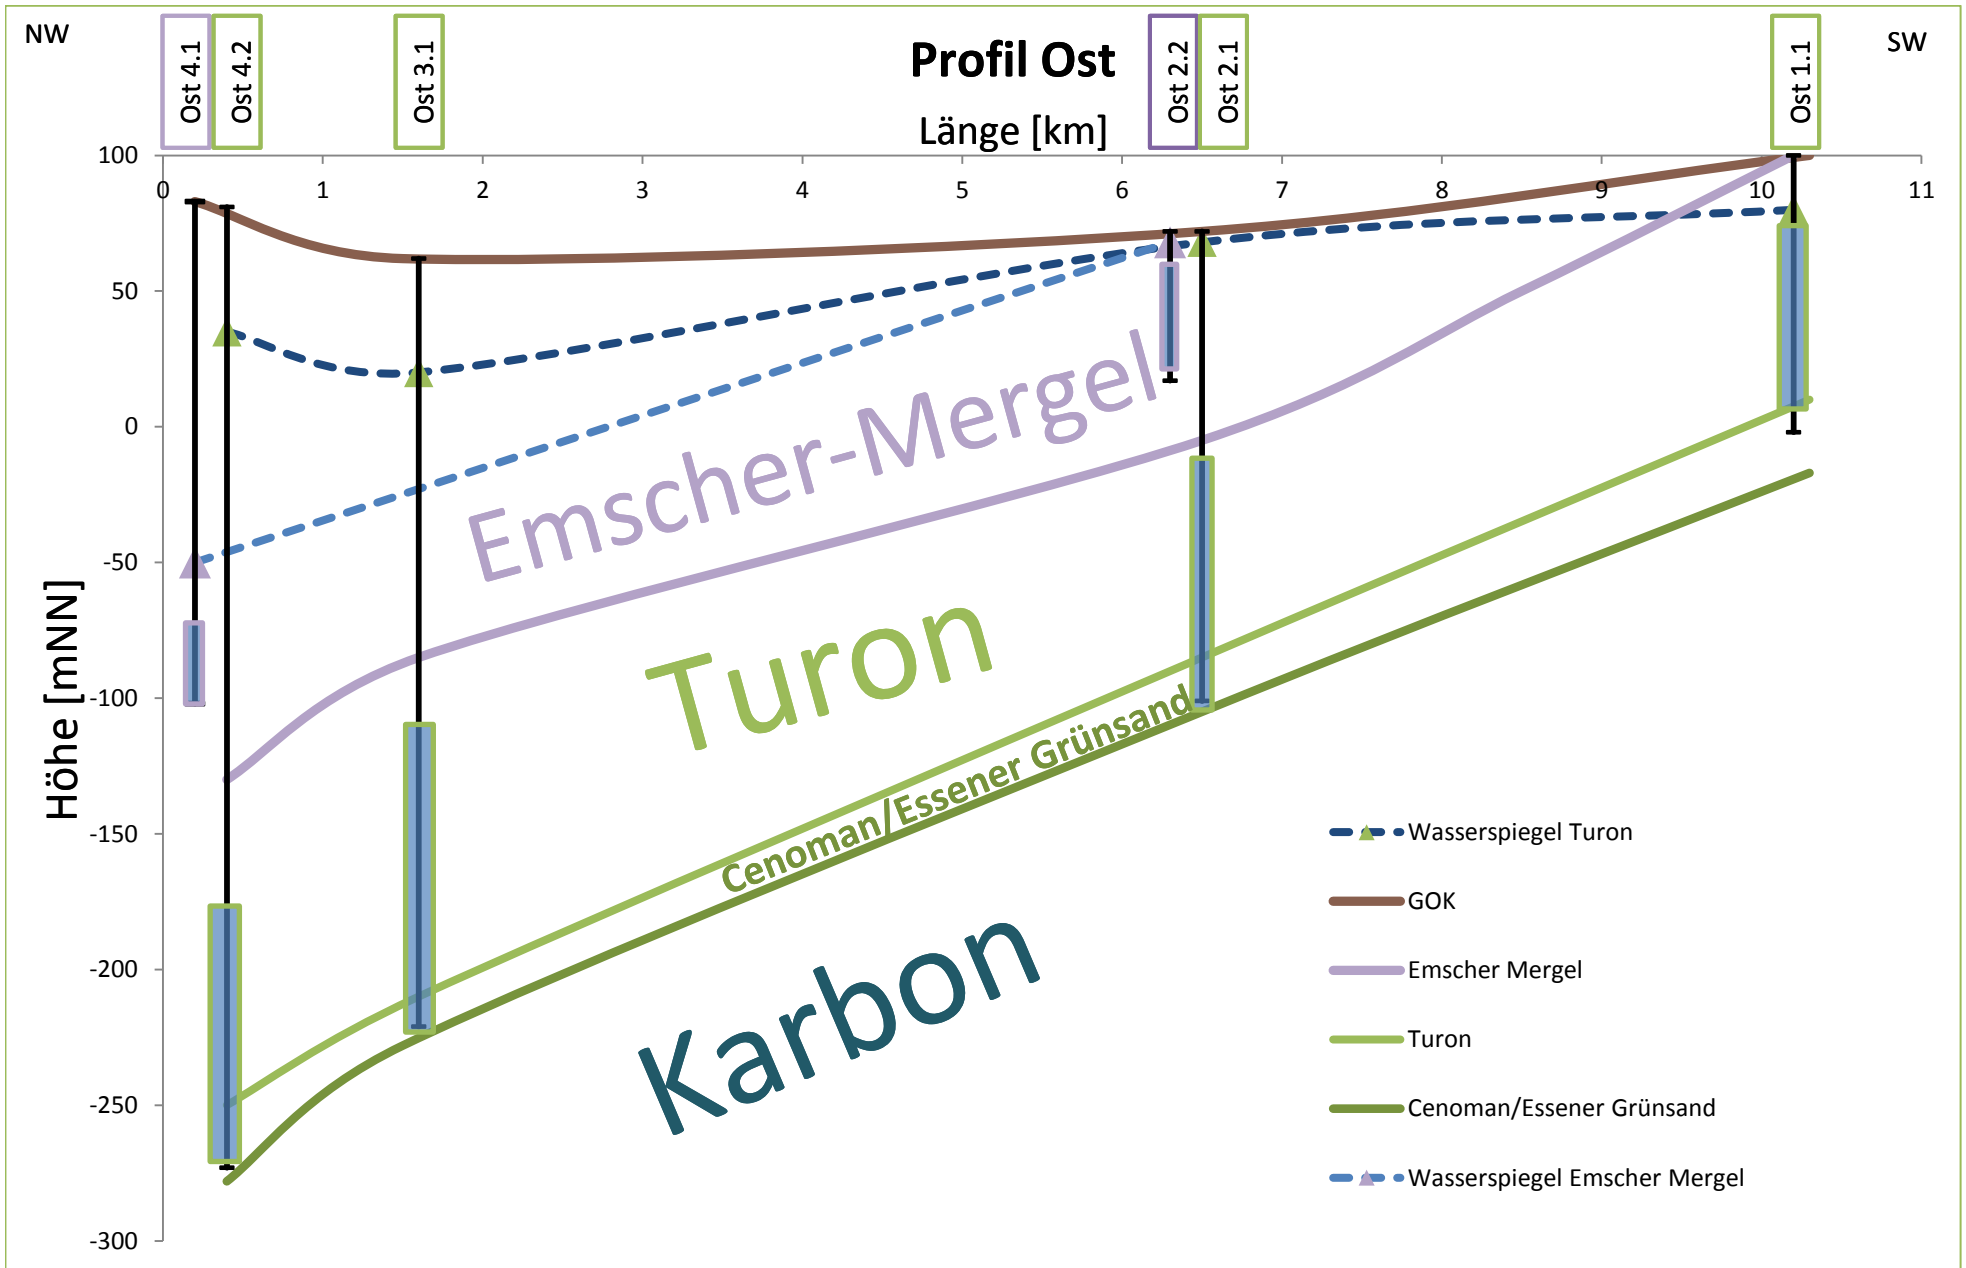 NW
Ost 4.1
Ost 4.2
Ost 3.1
Profil Ost
Länge [km]
Ost 2.2
Ost 2.1
Ost 1.1
SW
100
0 1 2 3 4 5 6 7 8 9 10 11
50
0
-50
-100
-150
-200
-250
-300
Höhe [mNN]
Emscher-Mergel
Turon
Cenoman/Essener Grünsand
Karbon
Wasserspiegel Turon
GOK
Emscher Mergel
Turon
Cenoman/Essener Grünsand
Wasserspiegel Emscher Mergel